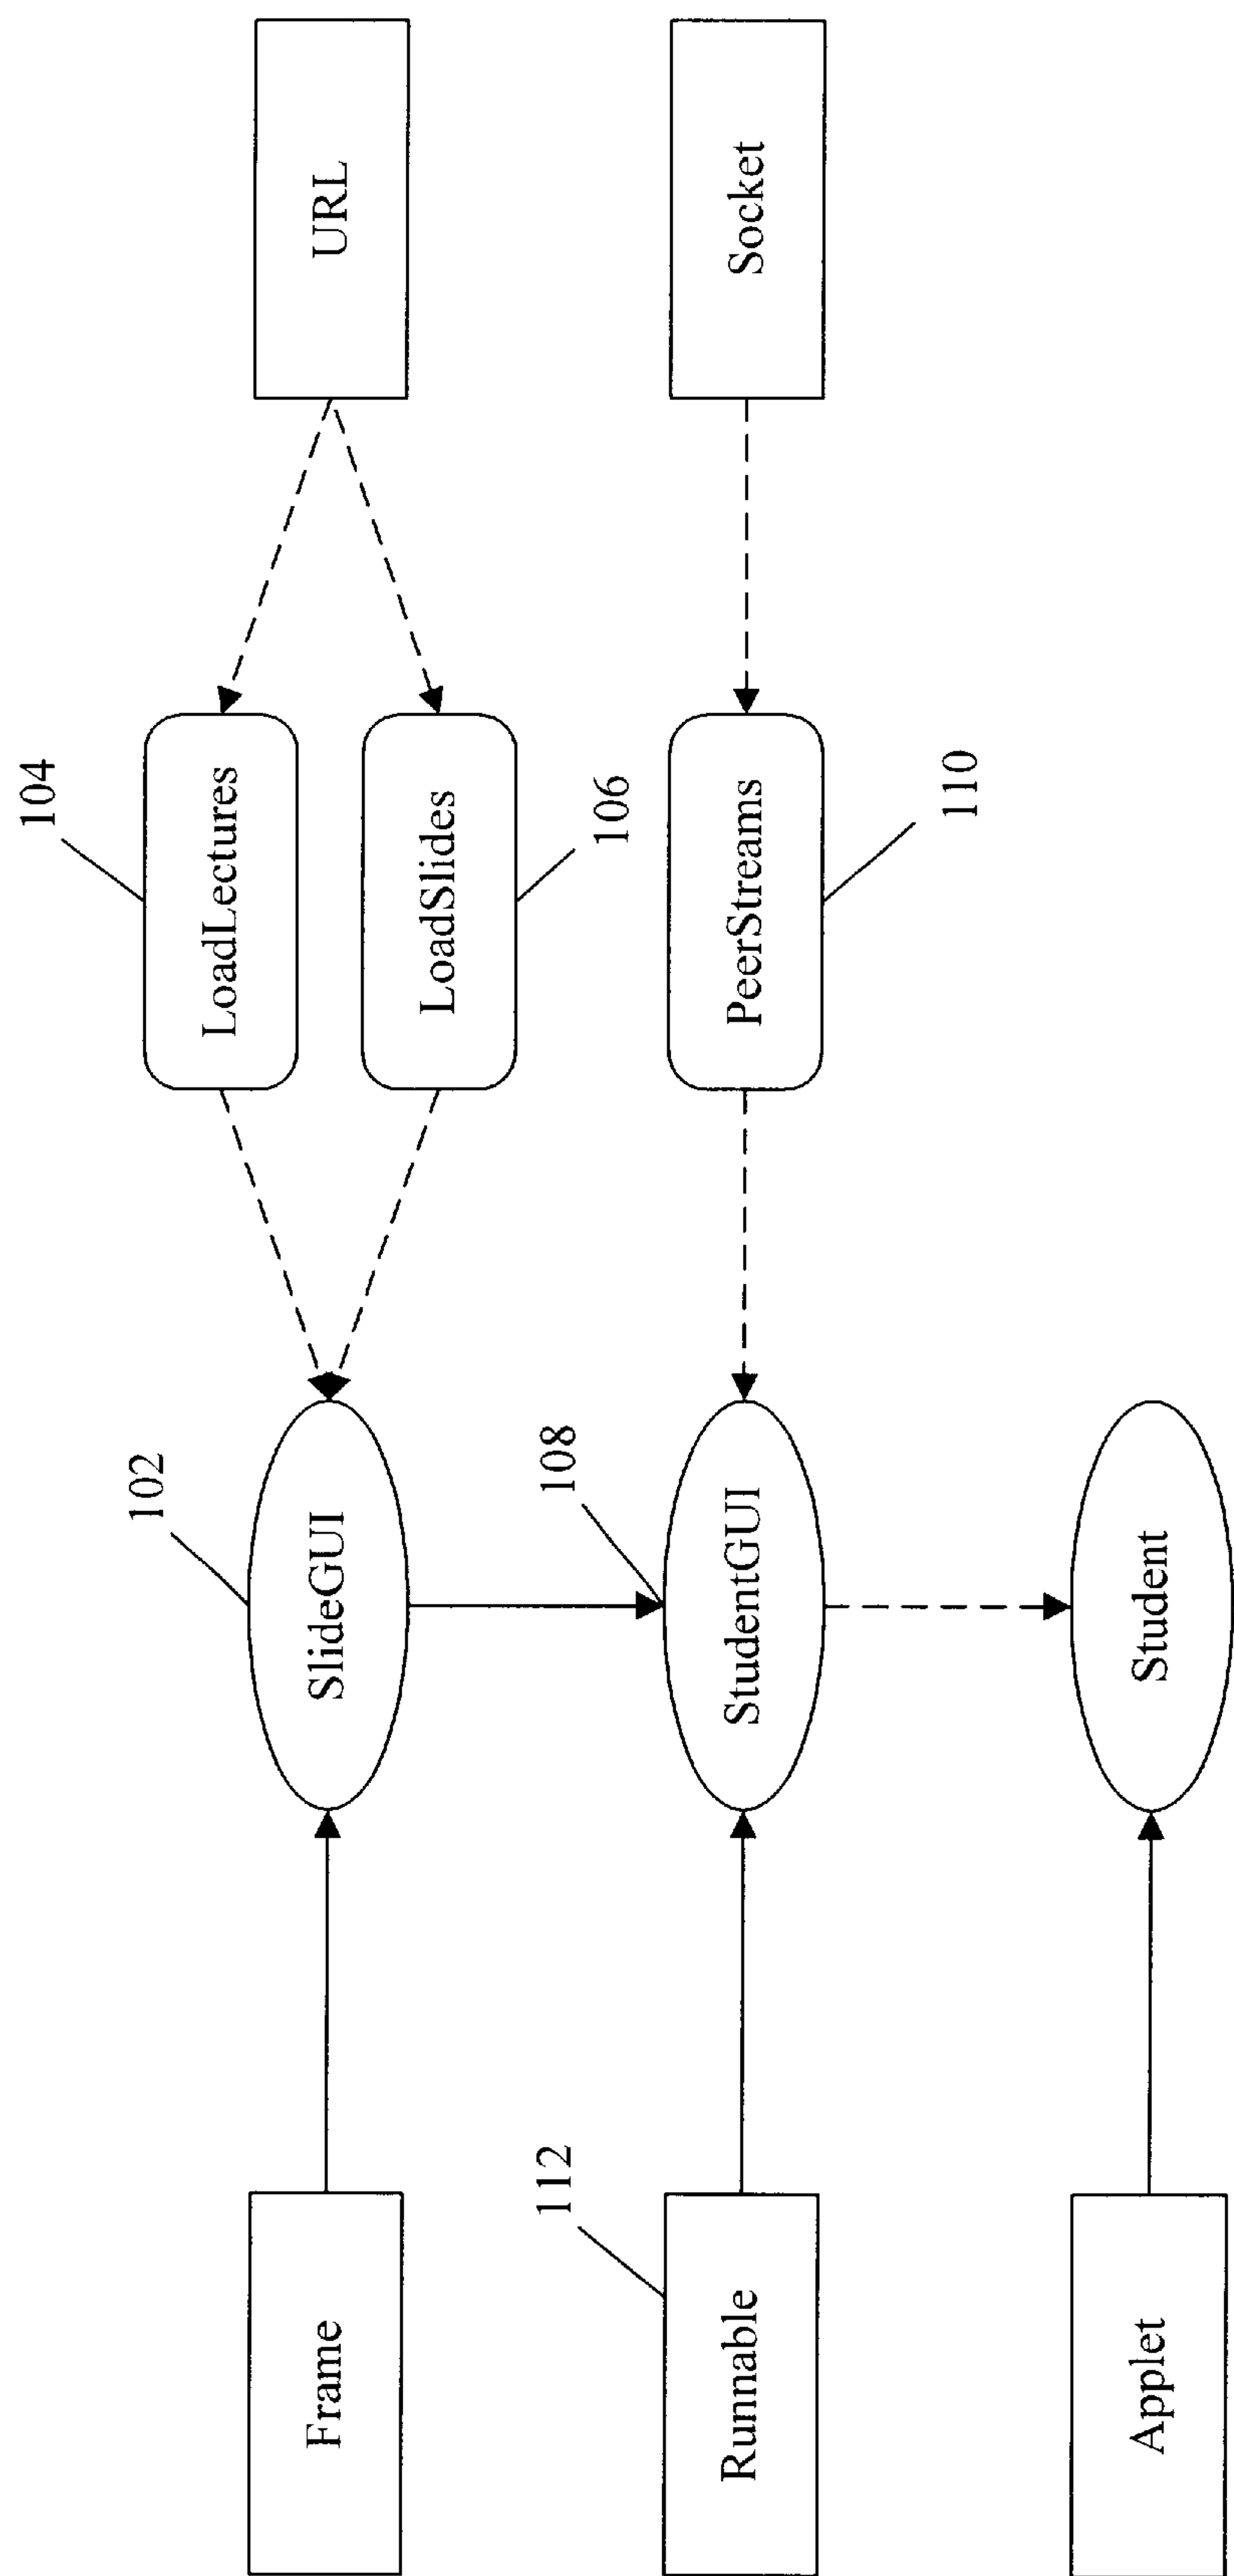 104
URL
LoadLectures
102
SlideGUI
Frame
106
LoadSlides
108
Socket
PeerStreams
110
StudentGUI
112
Runnable
Student
Applet